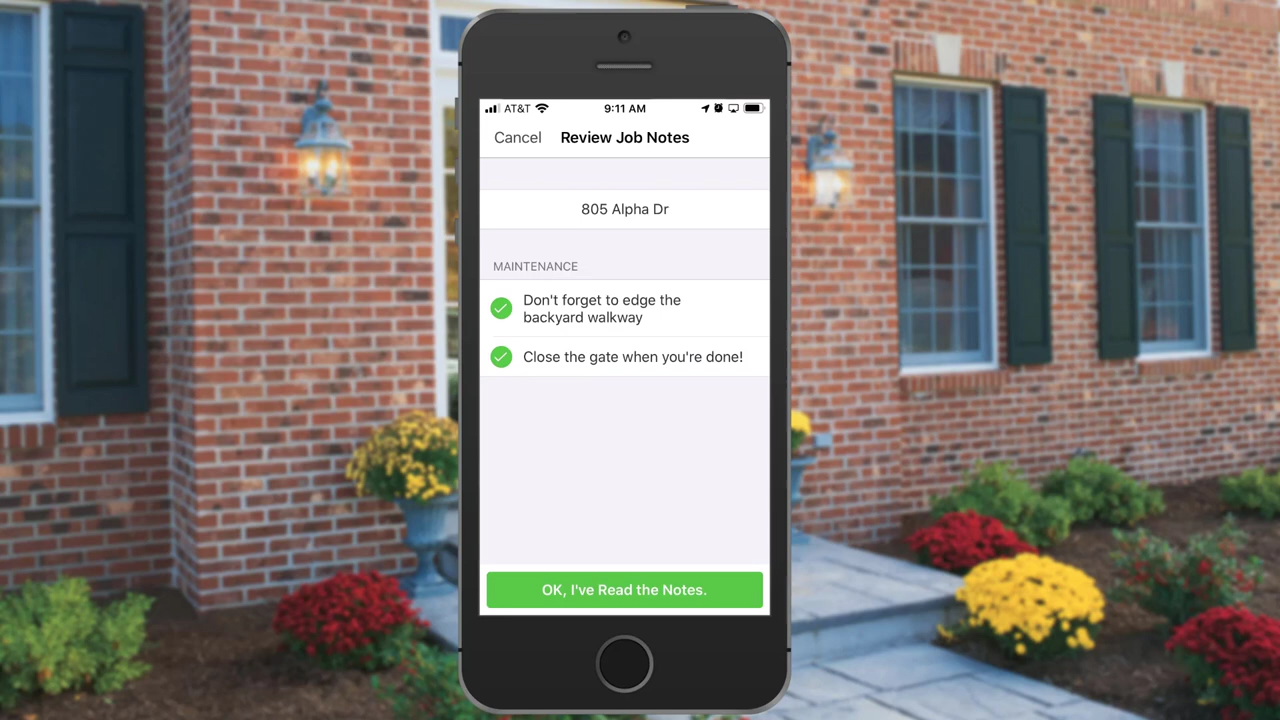 AT&T
9:11 AM
Cancel
Review Job Notes
805 Alpha Dr
MAINTENANCE
Don't forget to edge the
backyard walkway
Close the gate when you're done!
OK, I've Read the Notes.